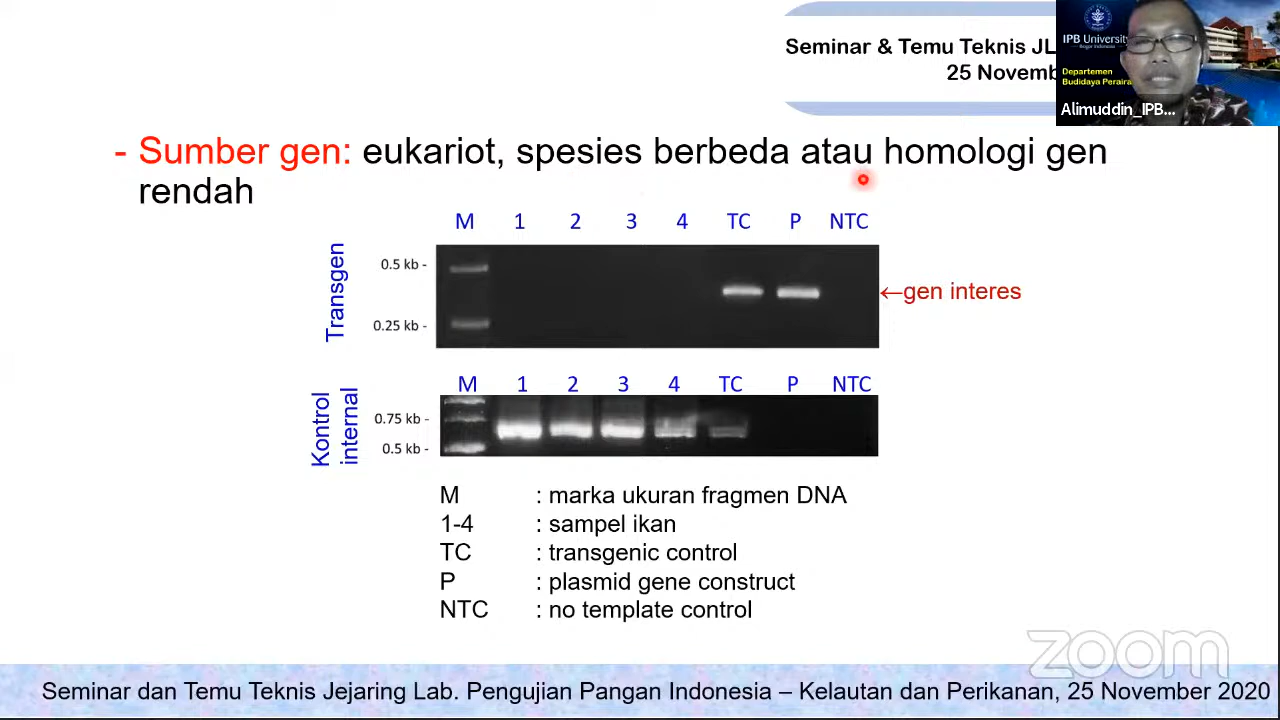 Seminar & Temu Teknis JL
25 Novemb
IPB University
Bogor Indonesia
Departemen
Budidaya Peraira
Alimuddin_IPB...
- Sumber gen: eukariot, spesies berbeda atau homologi gen
rendah
M 1 2 3 4 TC P NTC
Transgen
0.5 kb -
←gen interes
0.25 kb -
M 1 2 3 4 TC P NTC
Kontrol
internal
0.75 kb -
0.5 kb -
M : marka ukuran fragmen DNA
1-4 : sampel ikan
TC : transgenic control
P : plasmid gene construct
NTC : no template control
zoom
Seminar dan Temu Teknis Jejaring Lab. Pengujian Pangan Indonesia – Kelautan dan Perikanan, 25 November 2020